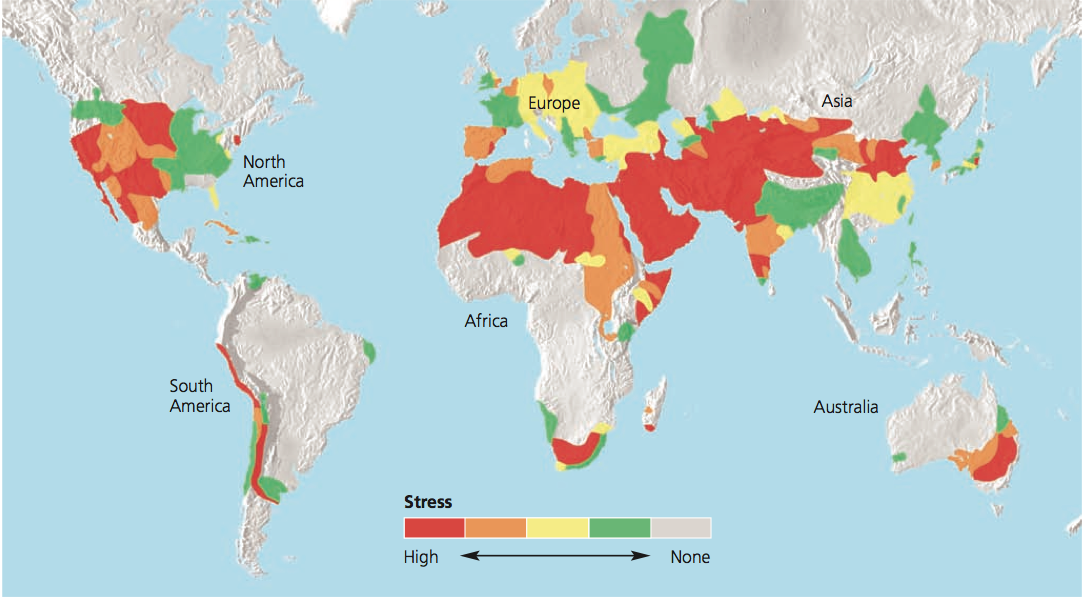 Europe
Asia
North
America
Africa
South
America
Australia
Stress
High
None